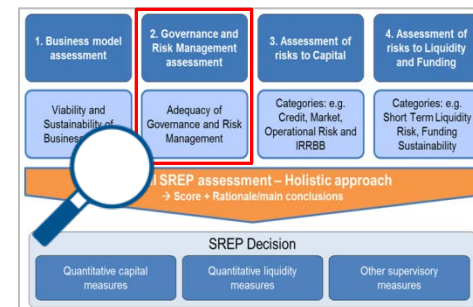 1. Business model
assessment
2. Governance and
Risk Management
assessment
3. Assessment of
risks to Capital
4. Assessment of
risks to Liquidity
and Funding
Viability and
Sustainability of
Business
Adequacy of
Governance and Risk
Management
Categories: e.g.
Credit, Market,
Operational Risk and
IRRBB
Categories: e.g.
Short Term Liquidity
Risk, Funding
Sustainability
SREP assessment – Holistic approach
→ Score + Rationale/main conclusions
SREP Decision
Quantitative capital
measures
Quantitative liquidity
measures
Other supervisory
measures